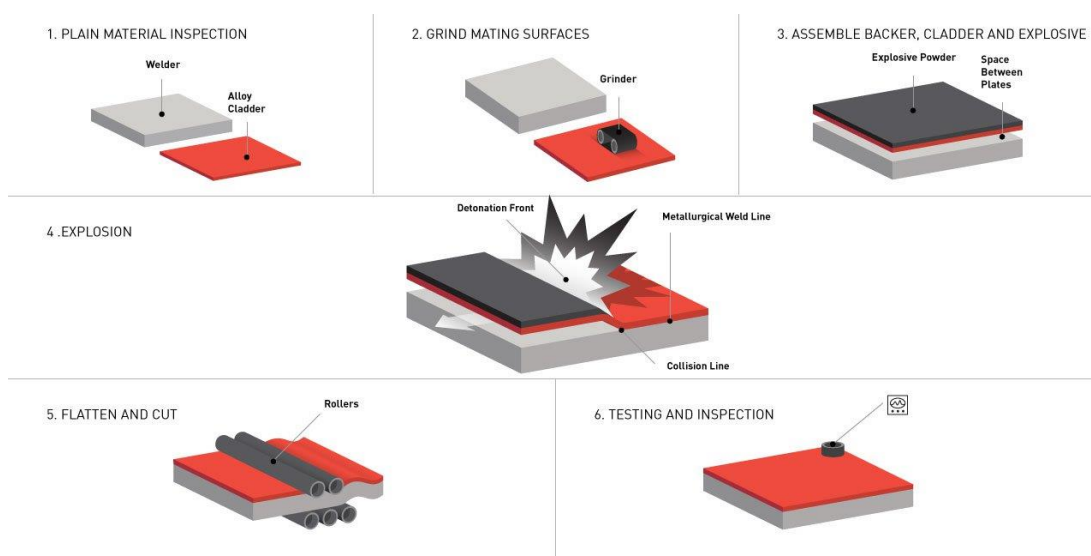 1. PLAIN MATERIAL INSPECTION
Welder
Alloy
Cladder
2. GRIND MATING SURFACES
Grinder
3. ASSEMBLE BACKER, CLADDER AND EXPLOSIVE
Explosive Powder
Space
Between
Plates
4 .EXPLOSION
Detonation Front
Metallurgical Weld Line
Collision Line
5. FLATTEN AND CUT
Rollers
6. TESTING AND INSPECTION